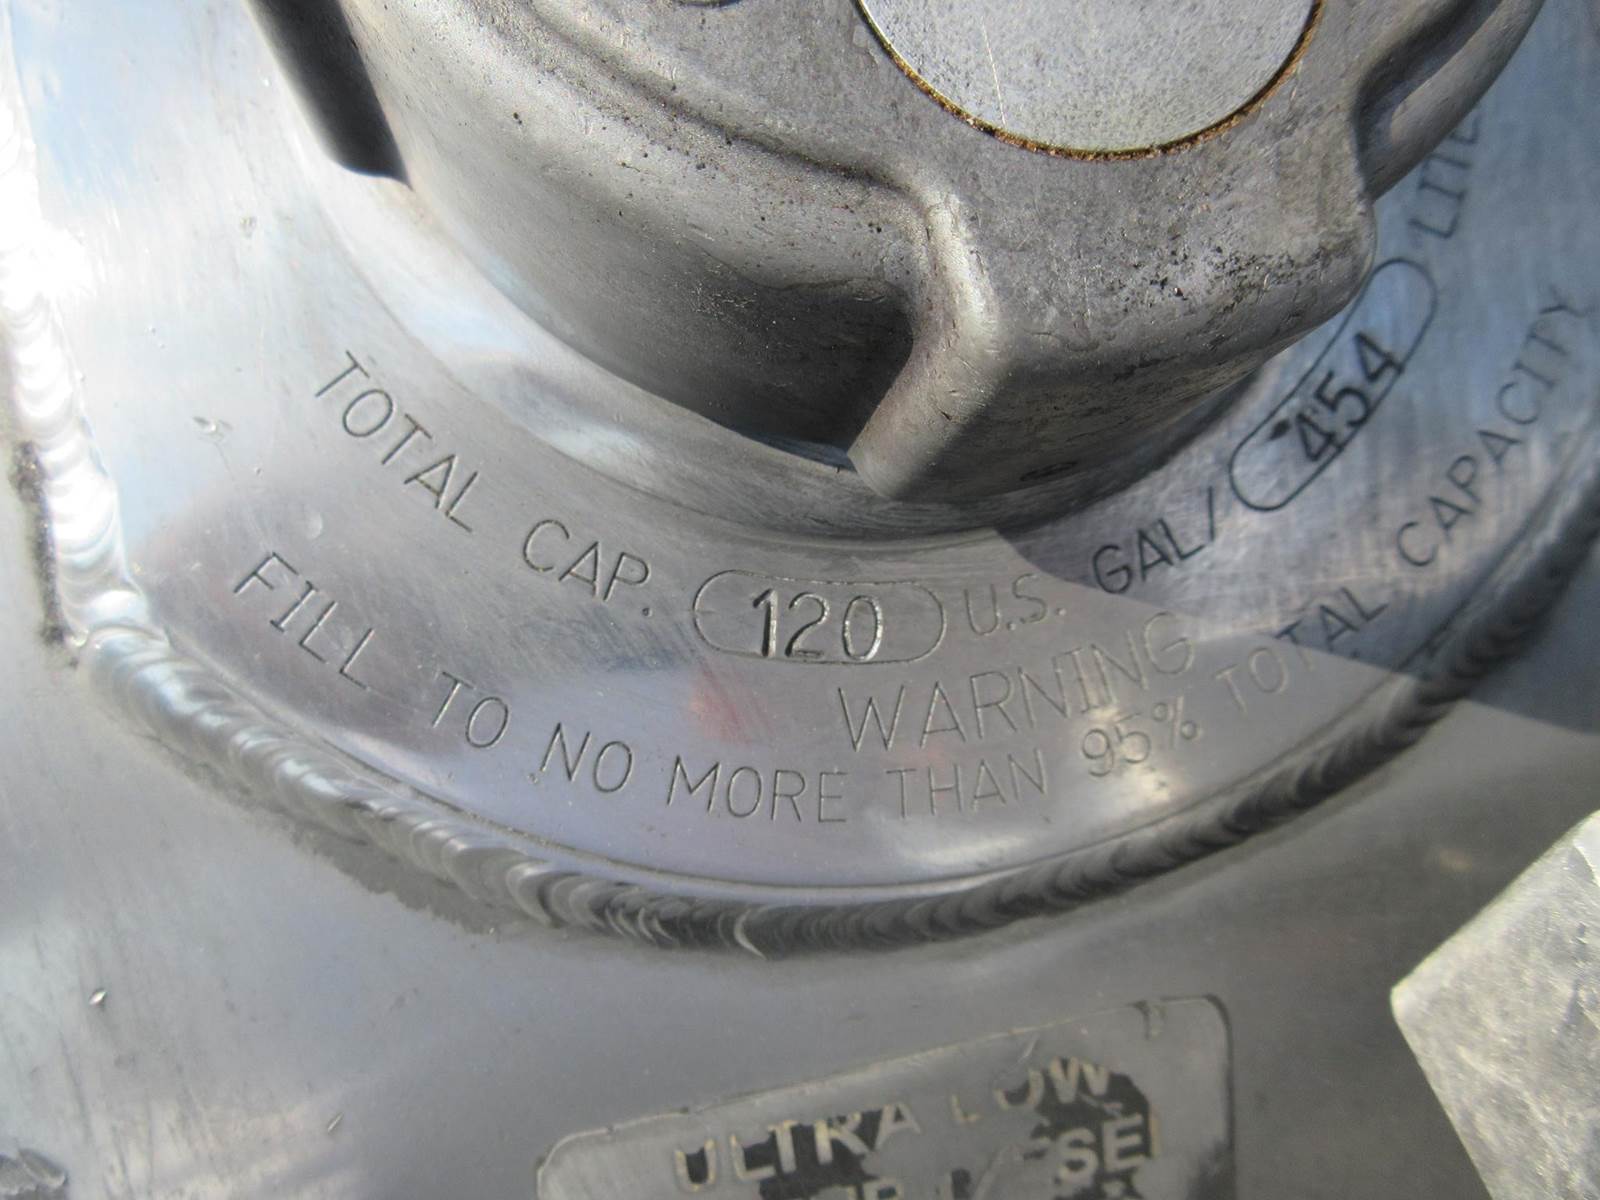 TOTAL CAP. 120 U.S. GAL/ 454
WARNING
FILL TO NO MORE THAN 95% TOTAL CAPACITY
ULTRA LOW